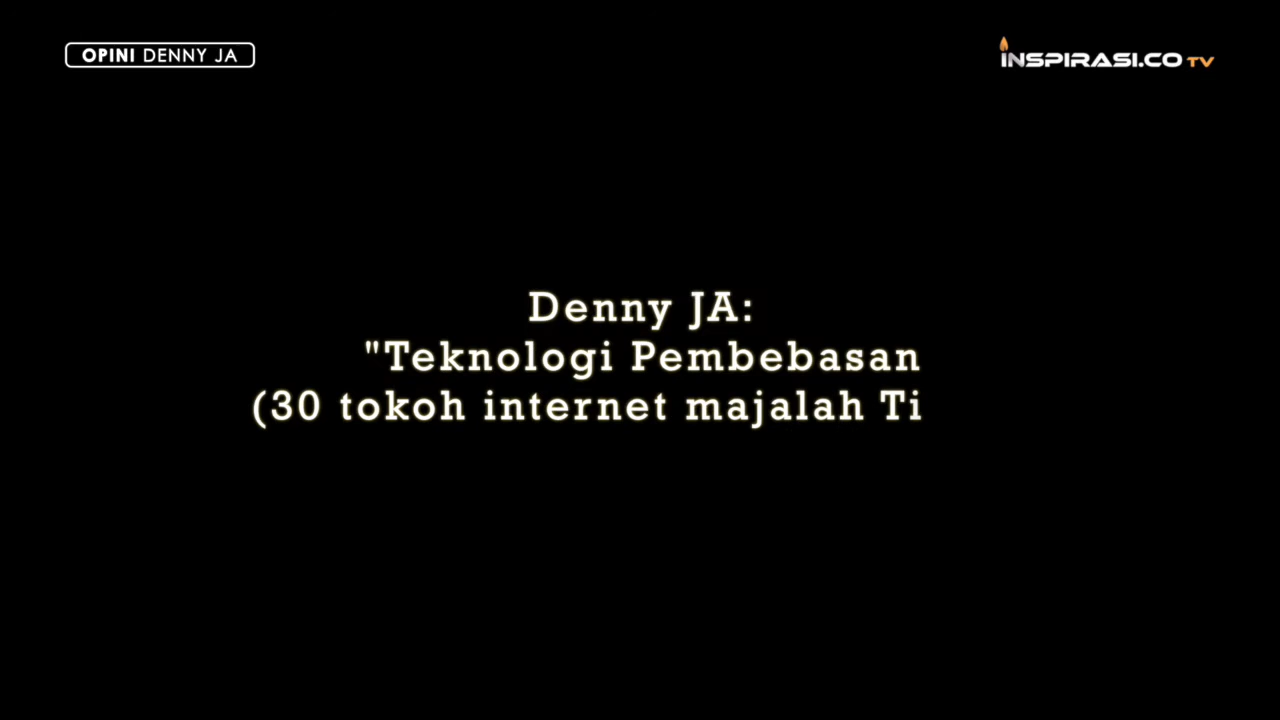 OPINI DENNY JA
INSPIRASI.CO TV
Denny JA:
"Teknologi Pembebasan
(30 tokoh internet majalah Ti